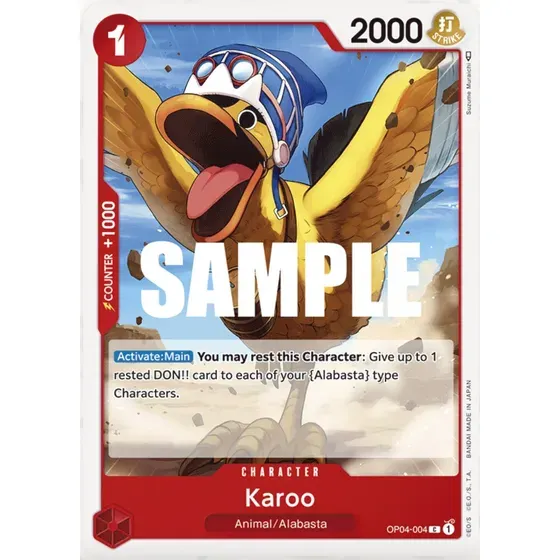 1
2000
打
STRIKE
Suzume Muraichi
COUNTER +1000
SAMPLE
Activate:Main You may rest this Character: Give up to 1
rested DON!! card to each of your {Alabasta} type
Characters.
CHARACTER
Karoo
Animal/Alabasta
OP04-004 C 1
©E.O/S ©E.O./S., T.A. BANDAI MADE IN JAPAN